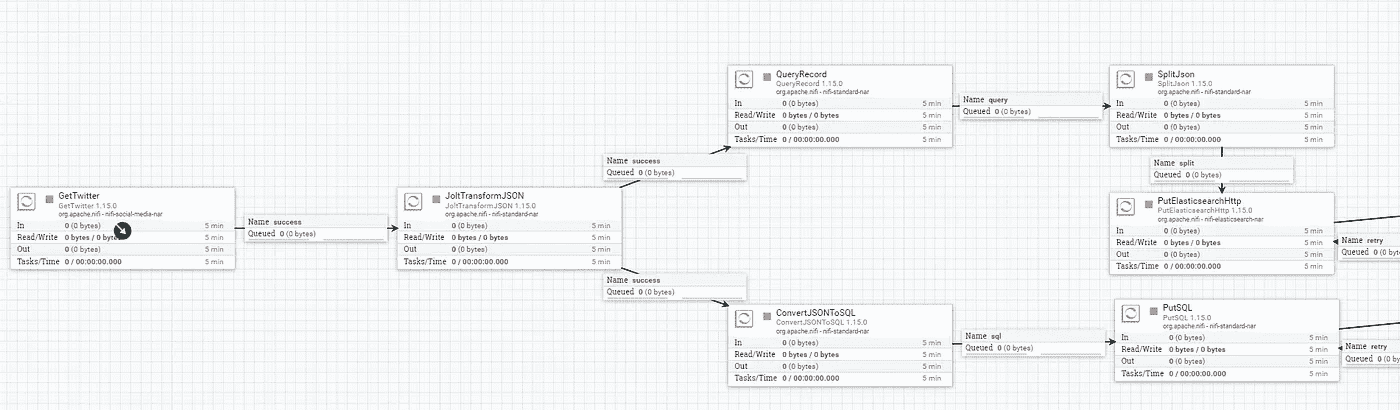 GetTwitter
GetTwitter 1.15.0
org.apache.nifi - nifi-social-media-nar
In 0 (0 bytes) 5 min
Read/Write 0 bytes / 0 bytes 5 min
Out 0 (0 bytes) 5 min
Tasks/Time 0 / 00:00:00.000 5 min
Name success
Queued 0 (0 bytes)
JoltTransformJSON
JoltTransformJSON 1.15.0
org.apache.nifi - nifi-standard-nar
In 0 (0 bytes) 5 min
Read/Write 0 bytes / 0 bytes 5 min
Out 0 (0 bytes) 5 min
Tasks/Time 0 / 00:00:00.000 5 min
Name success
Queued 0 (0 bytes)
QueryRecord
QueryRecord 1.15.0
org.apache.nifi - nifi-standard-nar
In 0 (0 bytes) 5 min
Read/Write 0 bytes / 0 bytes 5 min
Out 0 (0 bytes) 5 min
Tasks/Time 0 / 00:00:00.000 5 min
Name query
Queued 0 (0 bytes)
SplitJson
SplitJson 1.15.0
org.apache.nifi - nifi-standard-nar
In 0 (0 bytes) 5 min
Read/Write 0 bytes / 0 bytes 5 min
Out 0 (0 bytes) 5 min
Tasks/Time 0 / 00:00:00.000 5 min
Name split
Queued 0 (0 bytes)
PutElasticsearchHttp
PutElasticsearchHttp 1.15.0
org.apache.nifi - nifi-elasticsearch-nar
In 0 (0 bytes) 5 min
Read/Write 0 bytes / 0 bytes 5 min
Out 0 (0 bytes) 5 min
Tasks/Time 0 / 00:00:00.000 5 min
Name retry
Queued 0 (0 by
Name success
Queued 0 (0 bytes)
ConvertJSONToSQL
ConvertJSONToSQL 1.15.0
org.apache.nifi - nifi-standard-nar
In 0 (0 bytes) 5 min
Read/Write 0 bytes / 0 bytes 5 min
Out 0 (0 bytes) 5 min
Tasks/Time 0 / 00:00:00.000 5 min
Name sql
Queued 0 (0 bytes)
PutSQL
PutSQL 1.15.0
org.apache.nifi - nifi-standard-nar
In 0 (0 bytes) 5 min
Read/Write 0 bytes / 0 bytes 5 min
Out 0 (0 bytes) 5 min
Tasks/Time 0 / 00:00:00.000 5 min
Name retry
Queued 0 (0 by